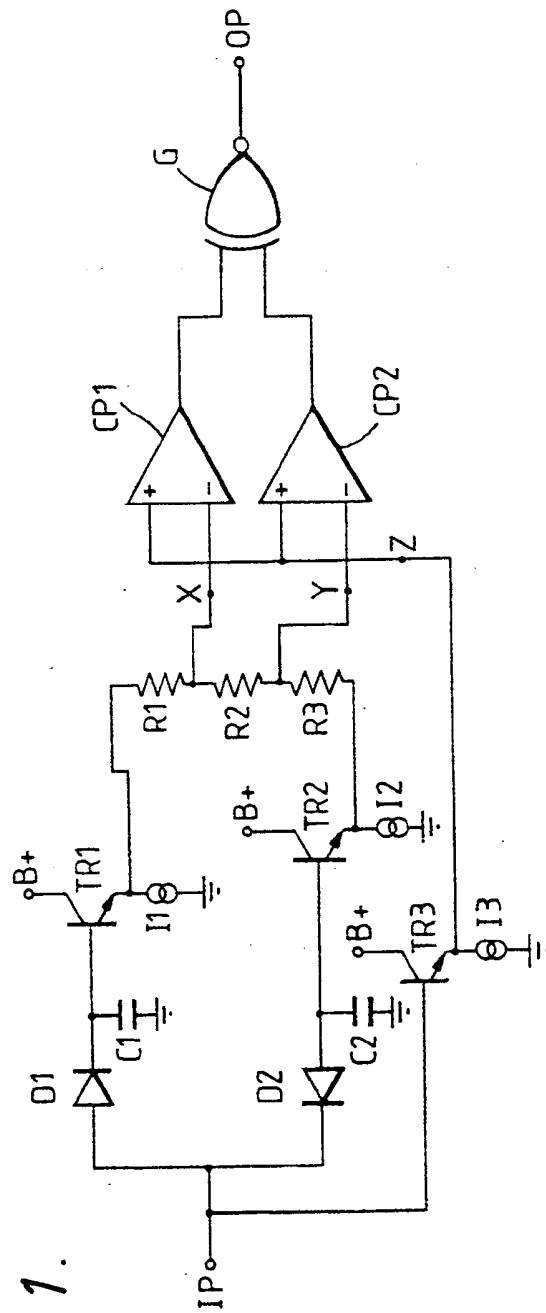 1.
IP
D1
C1
B+
TR1
I1
D2
C2
B+
TR2
I2
B+
TR3
I3
R1
R2
R3
X
Y
Z
CP1
+
-
CP2
+
-
G
OP